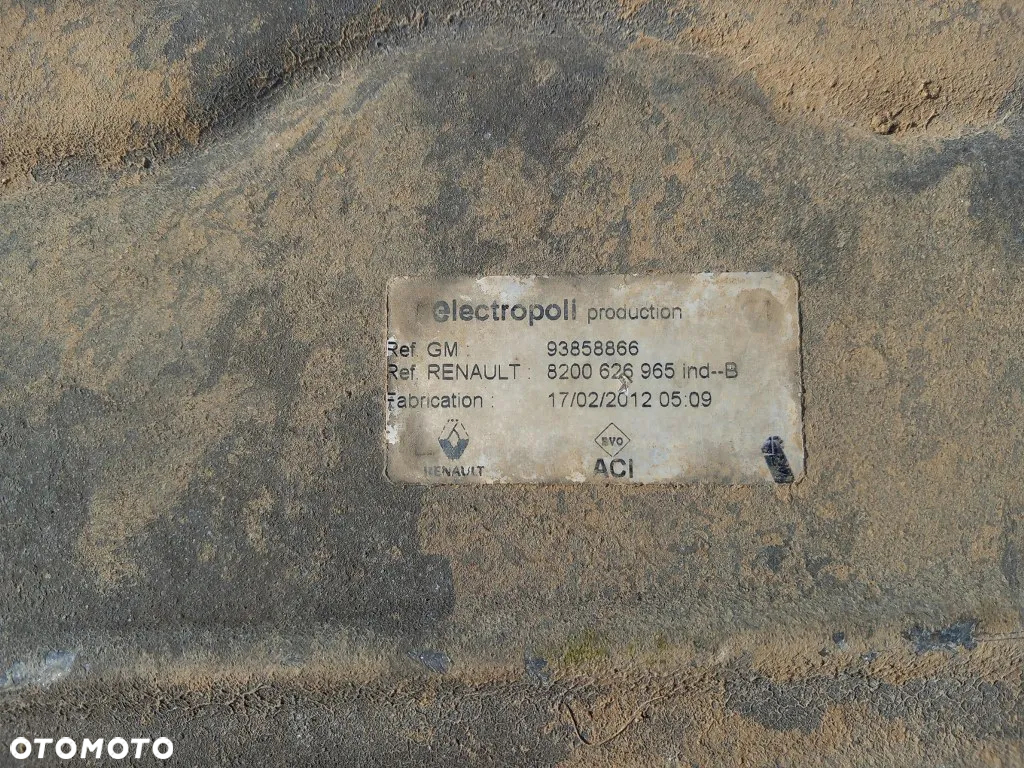 electropoli production
Ref. GM : 93858866
Ref. RENAULT : 8200 626 965 ind--B
Fabrication : 17/02/2012 05:09
RENAULT
EVO
ACI
OTOMOTO